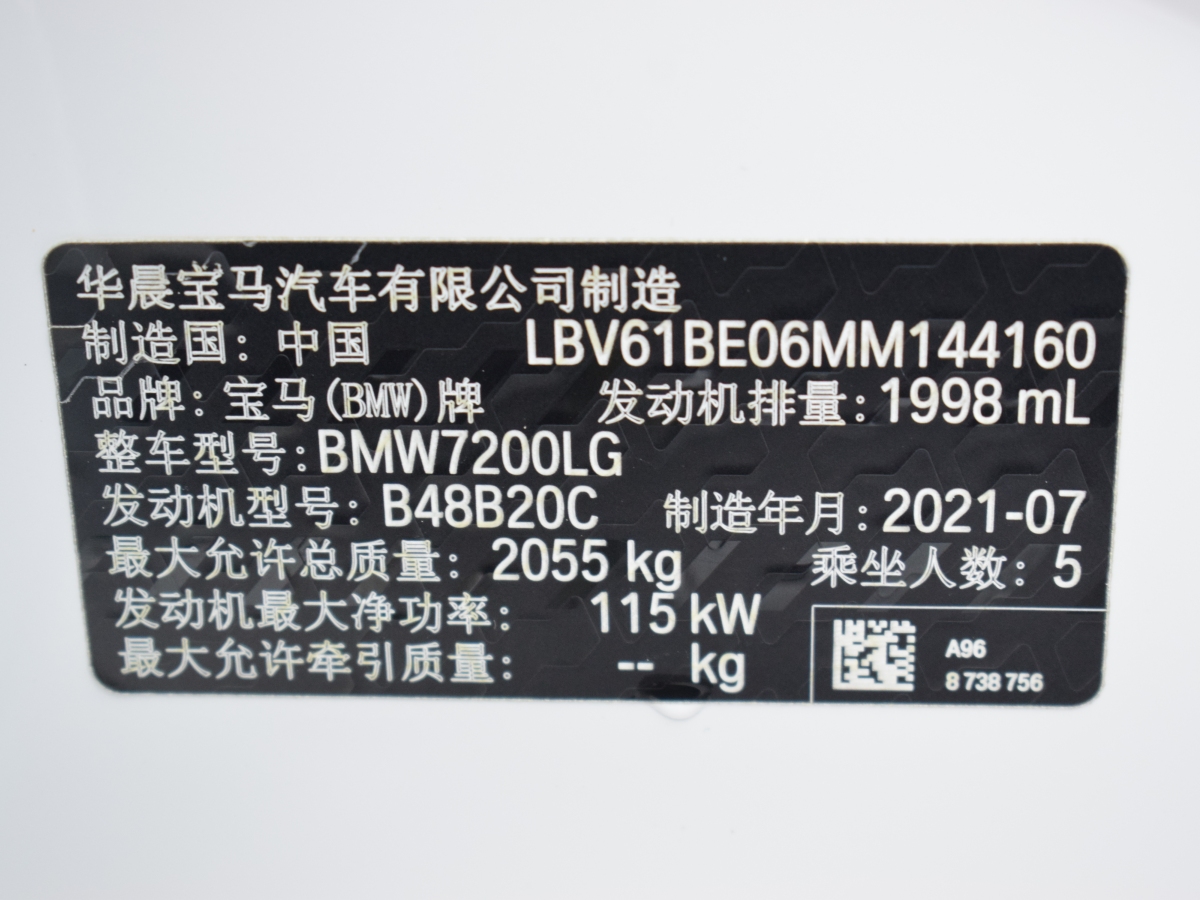 华晨宝马汽车有限公司制造
制造国：中国 LBV61BE06MM144160
品牌：宝马(BMW)牌 发动机排量：1998 mL
整车型号：BMW7200LG
发动机型号：B48B20C 制造年月：2021-07
最大允许总质量：2055 kg 乘坐人数：5
发动机最大净功率：115 kW
最大允许牵引质量：-- kg
A96
8 738 756